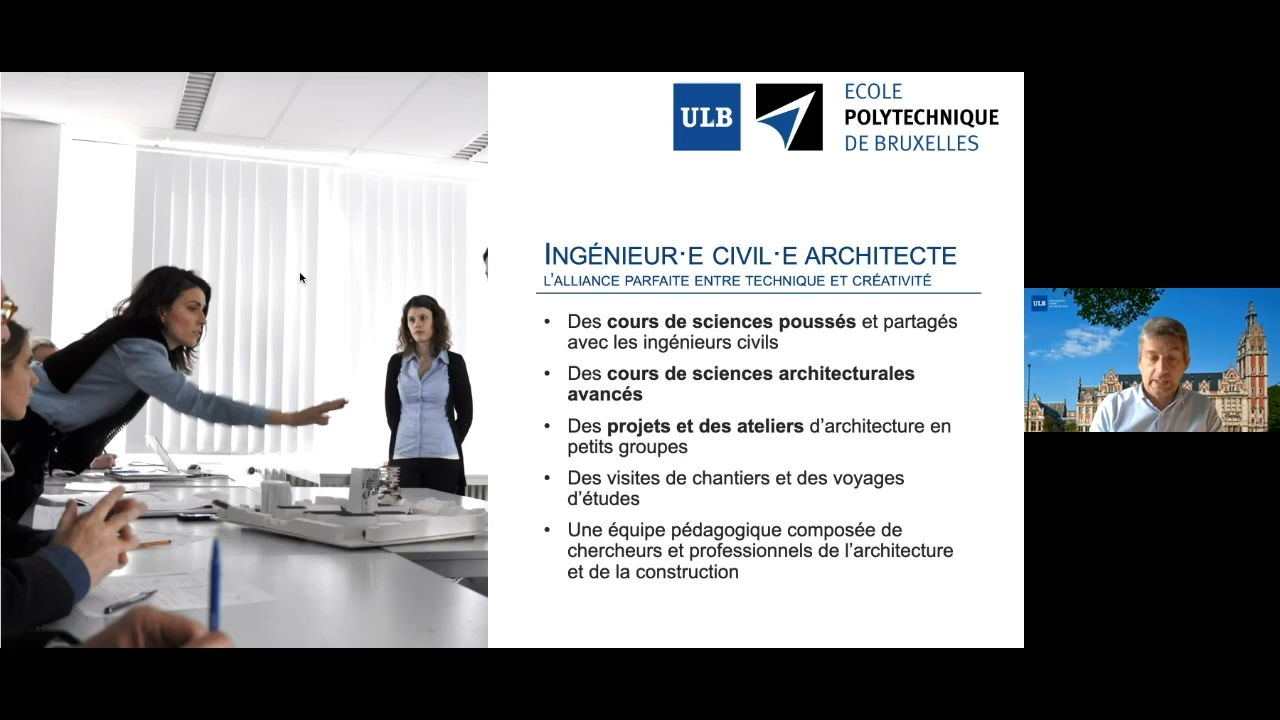 ULB
ECOLE
POLYTECHNIQUE
DE BRUXELLES
INGÉNIEUR·E CIVIL·E ARCHITECTE
L'ALLIANCE PARFAITE ENTRE TECHNIQUE ET CRÉATIVITÉ
• Des cours de sciences poussés et partagés
avec les ingénieurs civils
• Des cours de sciences architecturales
avancés
• Des projets et des ateliers d'architecture en
petits groupes
• Des visites de chantiers et des voyages
d'études
• Une équipe pédagogique composée de
chercheurs et professionnels de l'architecture
et de la construction
ULB